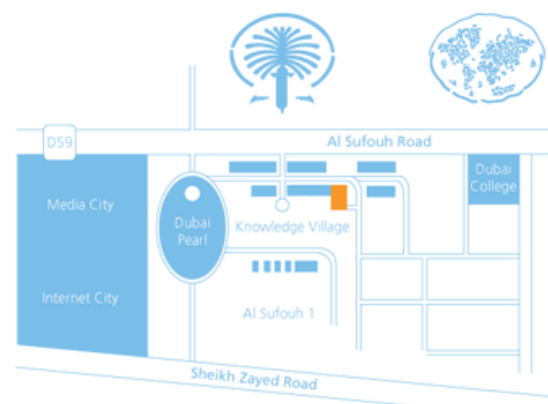 D59
Al Sufouh Road
Dubai
College
Media City
Dubai
Pearl
Knowledge Village
Internet City
Al Sufouh 1
Sheikh Zayed Road